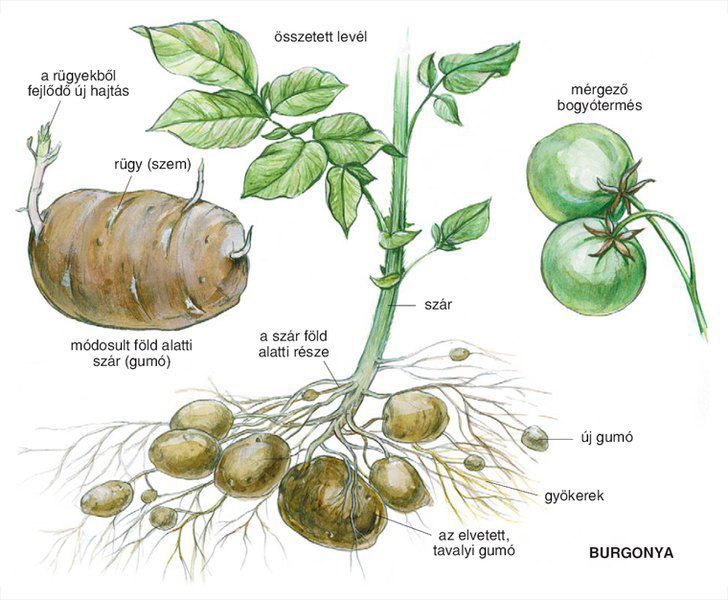 összetett levél
a rügyekből
fejlődő új hajtás
mérgező
bogyótermés
rügy (szem)
szár
módosult föld alatti
szár (gumó)
a szár föld
alatti része
új gumó
gyökerek
az elvetett,
tavalyi gumó
BURGONYA